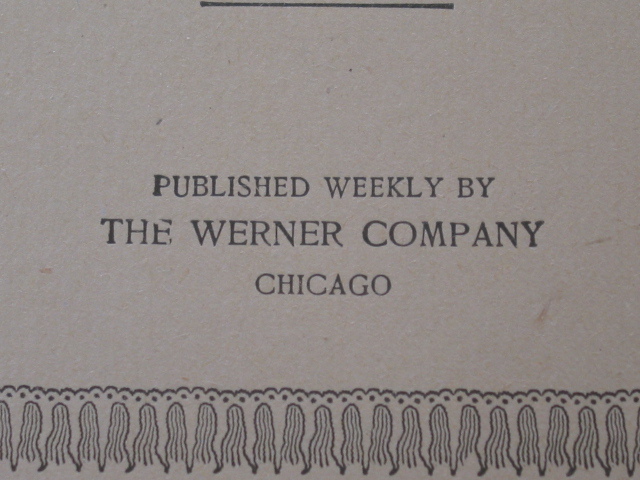 PUBLISHED WEEKLY BY
THE WERNER COMPANY
CHICAGO